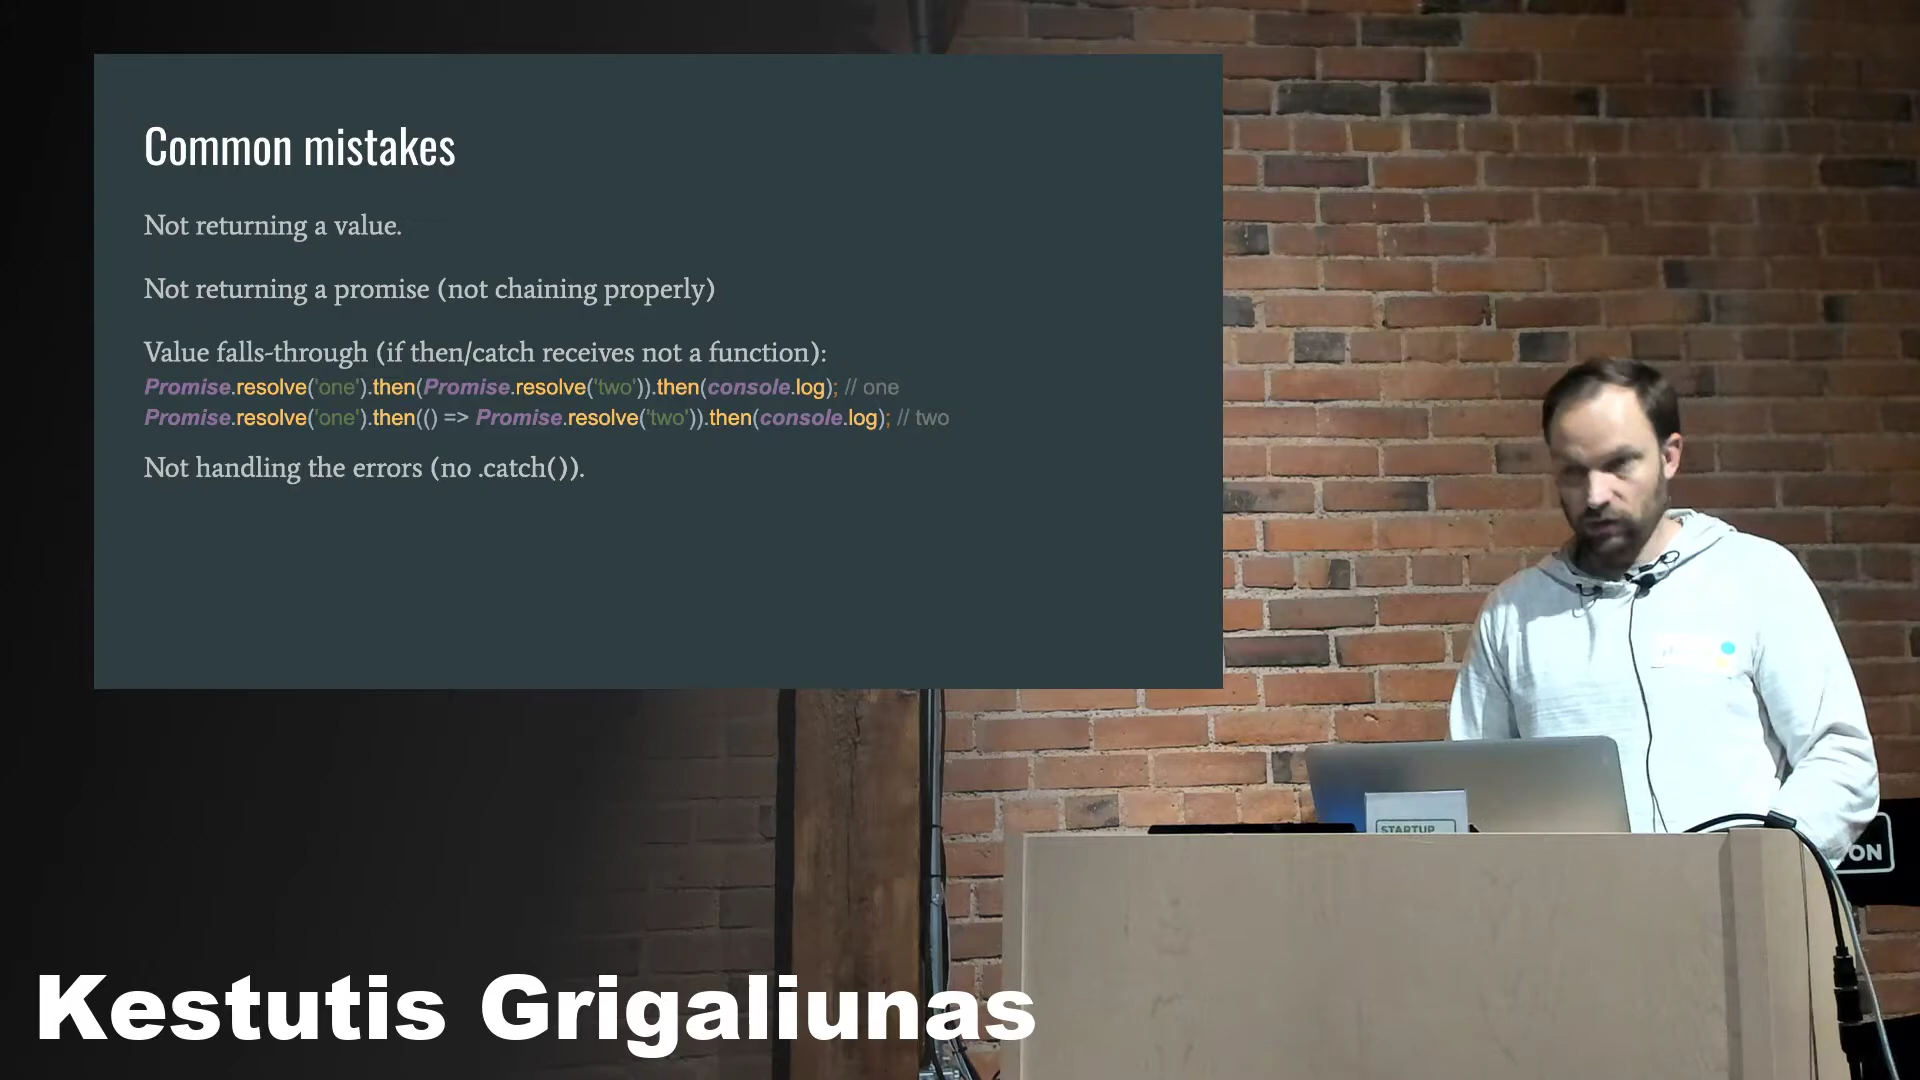 Common mistakes
Not returning a value.
Not returning a promise (not chaining properly)
Value falls-through (if then/catch receives not a function):
Promise.resolve('one').then(Promise.resolve('two')).then(console.log); // one
Promise.resolve('one').then(() => Promise.resolve('two')).then(console.log); // two
Not handling the errors (no .catch()).
STARTUP
ON
Kestutis Grigaliunas